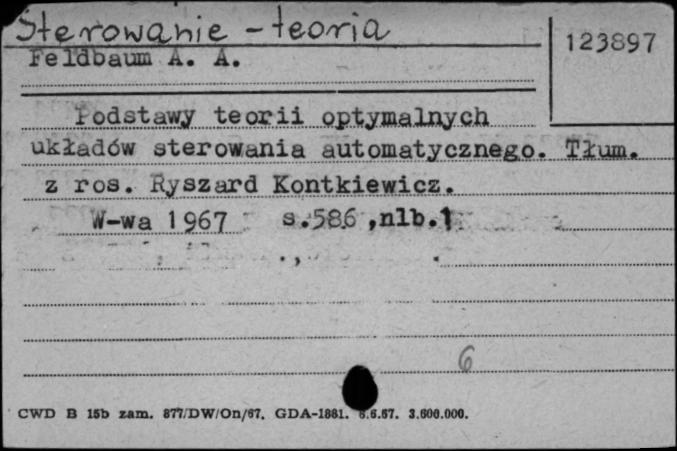 Sterowanie - teoria
123897
Feldbaum A. A.
Podstawy teorii optymalnych
układów sterowania automatycznego. Tłum.
z ros. Ryszard Kontkiewicz.
W-wa 1967 s.586,nlb.1
6
CWD B 15b zam. 877/DW/On/67. GDA-1881. 6.6.67. 3.600.000.